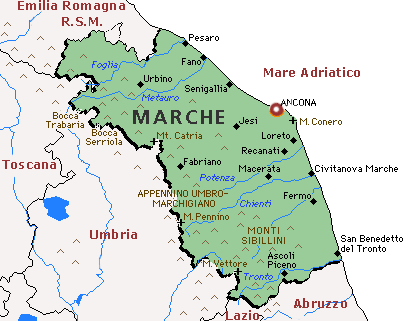 Emilia Romagna
R.S.M.
Pesaro
Fano
Foglia
Mare Adriatico
Urbino
Senigallia
Metauro
ANCONA
MARCHE
Jesi
M. Conero
Bocca
Trabaria
Bocca
Serriola
Mt. Catria
Loreto
Recanati
Toscana
Fabriano
Potenza
Macerata
Civitanova Marche
APPENNINO UMBRO-
MARCHIGIANO
Chienti
Fermo
M. Pennino
Umbria
MONTI
SIBILLINI
San Benedetto
del Tronto
M. Vettore
Ascoli
Piceno
Tronto
Lazio
Abruzzo